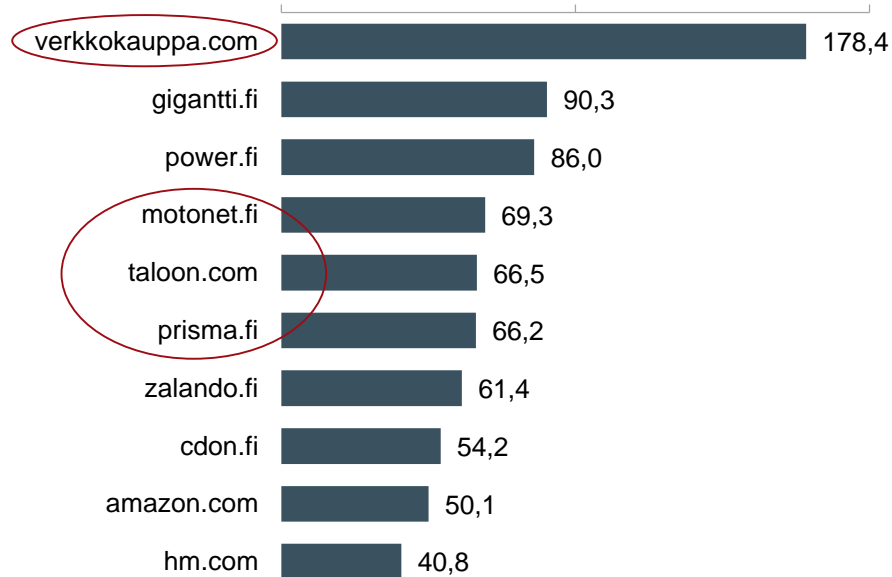 verkkokauppa.com 178,4
gigantti.fi 90,3
power.fi 86,0
motonet.fi 69,3
taloon.com 66,5
prisma.fi 66,2
zalando.fi 61,4
cdon.fi 54,2
amazon.com 50,1
hm.com 40,8